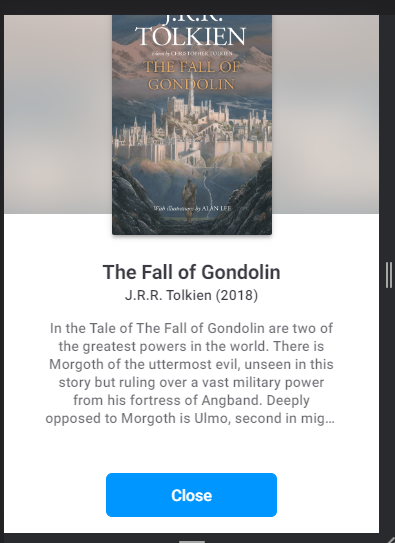 J.R.R.
TOLKIEN
edited by CHRISTOPHER TOLKIEN
THE FALL OF
GONDOLIN
With illustrations by ALAN LEE
The Fall of Gondolin
J.R.R. Tolkien (2018)
In the Tale of The Fall of Gondolin are two of
the greatest powers in the world. There is
Morgoth of the uttermost evil, unseen in this
story but ruling over a vast military power
from his fortress of Angband. Deeply
opposed to Morgoth is Ulmo, second in mig...
Close